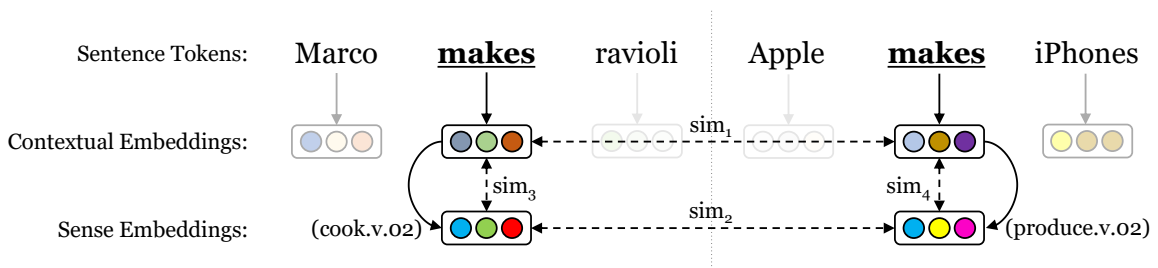 Sentence Tokens: Marco makes ravioli Apple makes iPhones
Contextual Embeddings: sim₁
sim₃ sim₄
Sense Embeddings: (cook.v.02) sim₂ (produce.v.02)